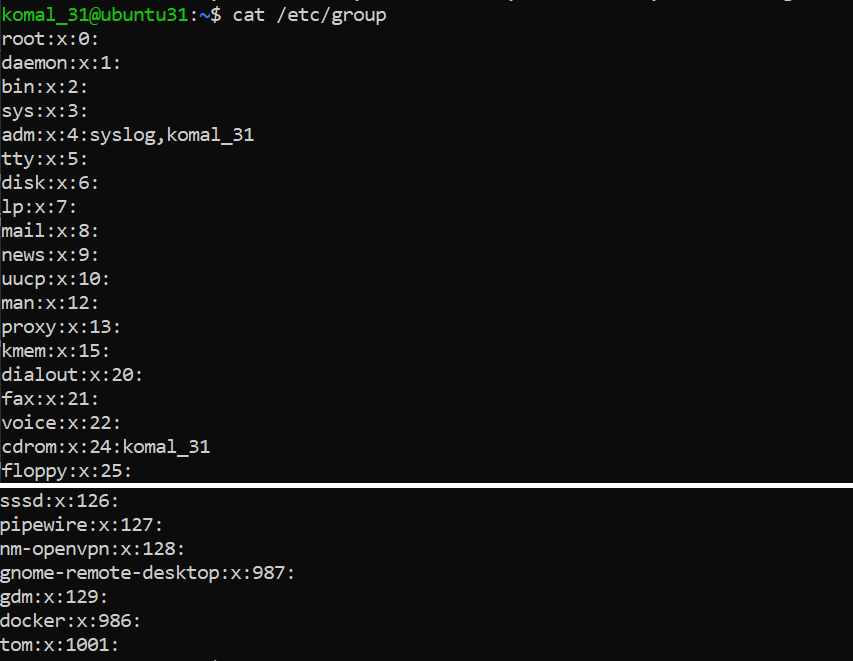 komal_31@ubuntu31:~$ cat /etc/group
root:x:0:
daemon:x:1:
bin:x:2:
sys:x:3:
adm:x:4:syslog,komal_31
tty:x:5:
disk:x:6:
lp:x:7:
mail:x:8:
news:x:9:
uucp:x:10:
man:x:12:
proxy:x:13:
kmem:x:15:
dialout:x:20:
fax:x:21:
voice:x:22:
cdrom:x:24:komal_31
floppy:x:25:
sssd:x:126:
pipewire:x:127:
nm-openvpn:x:128:
gnome-remote-desktop:x:987:
gdm:x:129:
docker:x:986:
tom:x:1001: